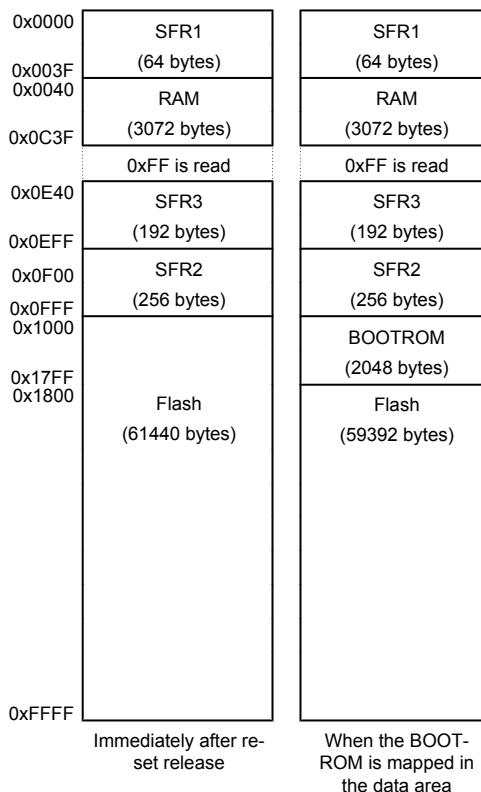 0x0000
SFR1
(64 bytes)
SFR1
(64 bytes)
0x003F
0x0040
RAM
(3072 bytes)
RAM
(3072 bytes)
0x0C3F
0xFF is read
0xFF is read
0x0E40
SFR3
(192 bytes)
SFR3
(192 bytes)
0x0EFF
0x0F00
SFR2
(256 bytes)
SFR2
(256 bytes)
0x0FFF
0x1000
BOOTROM
(2048 bytes)
0x17FF
0x1800
Flash
(61440 bytes)
Flash
(59392 bytes)
0xFFFF
Immediately after re-
set release
When the BOOT-
ROM is mapped in
the data area